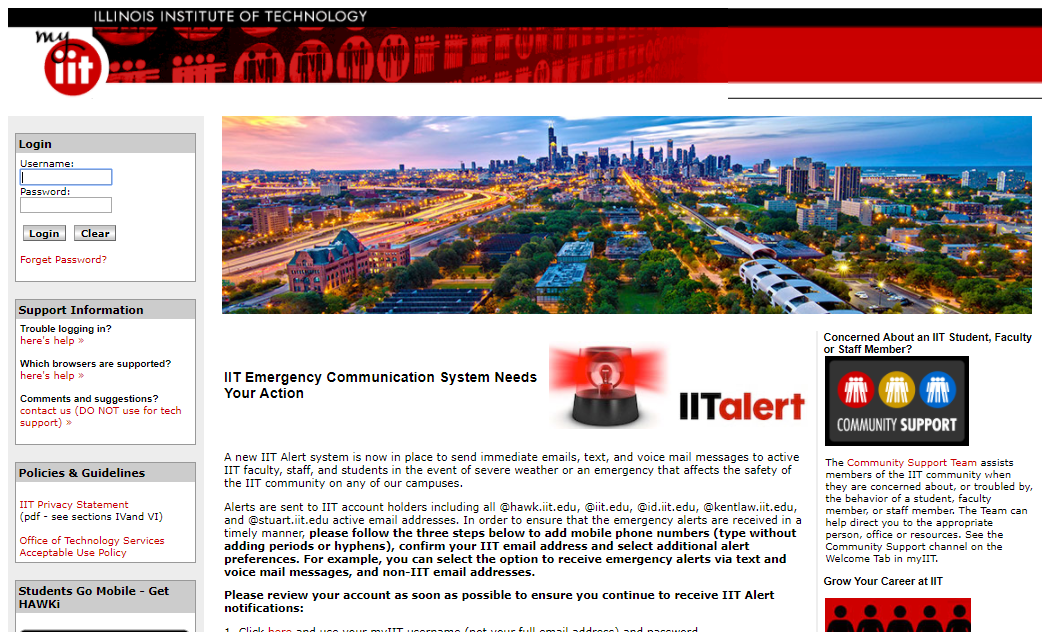 ILLINOIS INSTITUTE OF TECHNOLOGY
my
iit
Login
Username:
Password:
Login Clear
Forget Password?
Support Information
Trouble logging in?
here's help »
Which browsers are supported?
here's help »
Comments and suggestions?
contact us (DO NOT use for tech
support) »
Policies & Guidelines
IIT Privacy Statement
(pdf - see sections IVand VI)
Office of Technology Services
Acceptable Use Policy
Students Go Mobile - Get
HAWKi
IIT Emergency Communication System Needs
Your Action
IITalert
A new IIT Alert system is now in place to send immediate emails, text, and voice mail messages to active
IIT faculty, staff, and students in the event of severe weather or an emergency that affects the safety of
the IIT community on any of our campuses.
Alerts are sent to IIT account holders including all @hawk.iit.edu, @iit.edu, @id.iit.edu, @kentlaw.iit.edu,
and @stuart.iit.edu active email addresses. In order to ensure that the emergency alerts are received in a
timely manner, please follow the three steps below to add mobile phone numbers (type without
adding periods or hyphens), confirm your IIT email address and select additional alert
preferences. For example, you can select the option to receive emergency alerts via text and
voice mail messages, and non-IIT email addresses.
Please review your account as soon as possible to ensure you continue to receive IIT Alert
notifications:
1. Click here and use your myIIT username (not your full email address) and password
Concerned About an IIT Student, Faculty
or Staff Member?
COMMUNITY SUPPORT
The Community Support Team assists
members of the IIT community when
they are concerned about, or troubled by,
the behavior of a student, faculty
member, or staff member. The Team can
help direct you to the appropriate
person, office or resources. See the
Community Support channel on the
Welcome Tab in myIIT.
Grow Your Career at IIT